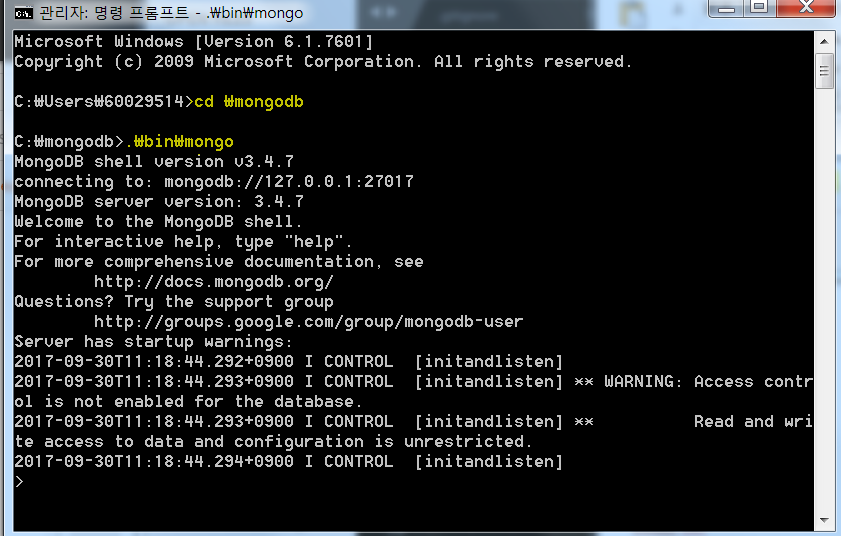 관리자: 명령 프롬프트 - .₩bin₩mongo
Microsoft Windows [Version 6.1.7601]
Copyright (c) 2009 Microsoft Corporation. All rights reserved.
C:₩Users₩60029514>cd ₩mongodb
C:₩mongodb>.₩bin₩mongo
MongoDB shell version v3.4.7
connecting to: mongodb://127.0.0.1:27017
MongoDB server version: 3.4.7
Welcome to the MongoDB shell.
For interactive help, type "help".
For more comprehensive documentation, see
http://docs.mongodb.org/
Questions? Try the support group
http://groups.google.com/group/mongodb-user
Server has startup warnings:
2017-09-30T11:18:44.292+0900 I CONTROL  [initandlisten]
2017-09-30T11:18:44.293+0900 I CONTROL  [initandlisten] ** WARNING: Access contr
ol is not enabled for the database.
2017-09-30T11:18:44.293+0900 I CONTROL  [initandlisten] **          Read and wri
te access to data and configuration is unrestricted.
2017-09-30T11:18:44.294+0900 I CONTROL  [initandlisten]
>